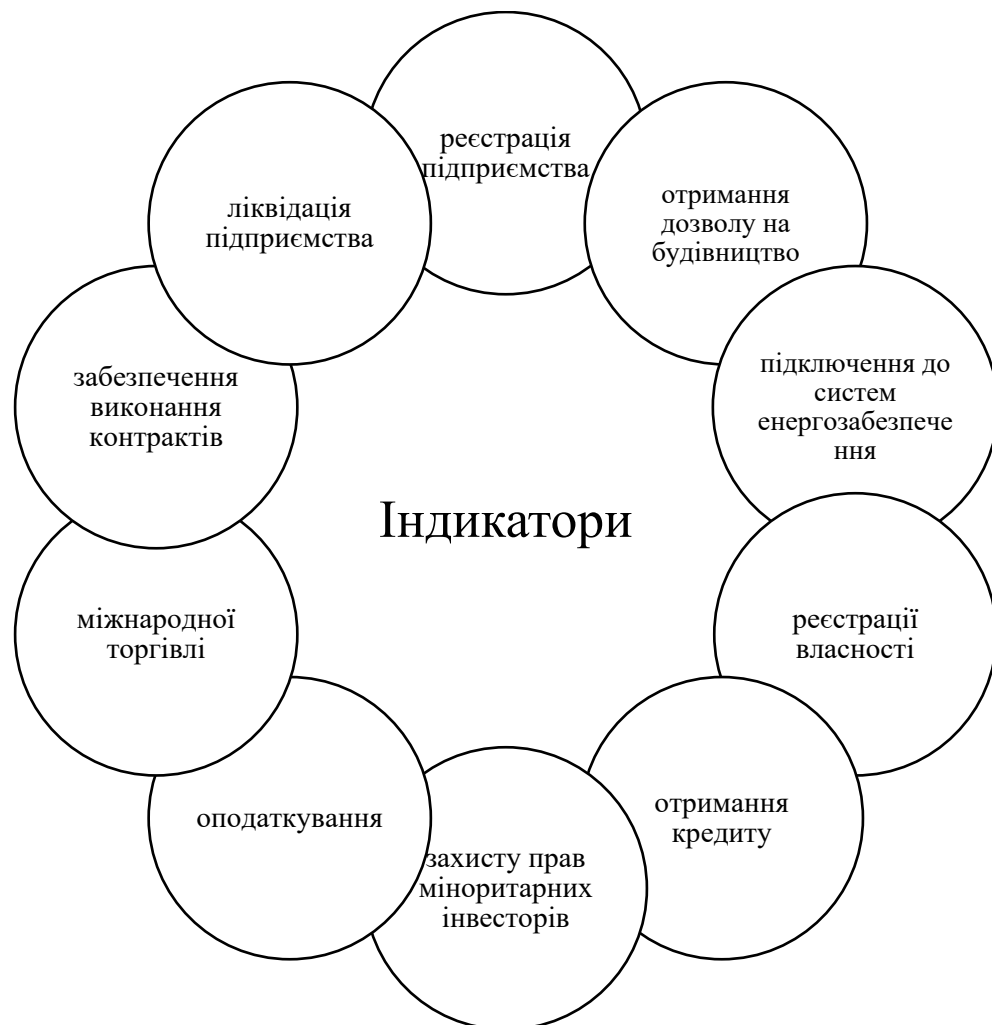 реєстрація
підприємства
отримання
дозволу на
будівництво
підключення до
систем
енергозабезпече
ння
реєстрації
власності
отримання
кредиту
захисту прав
міноритарних
інвесторів
оподаткування
міжнародної
торгівлі
забезпечення
виконання
контрактів
ліквідація
підприємства
Індикатори